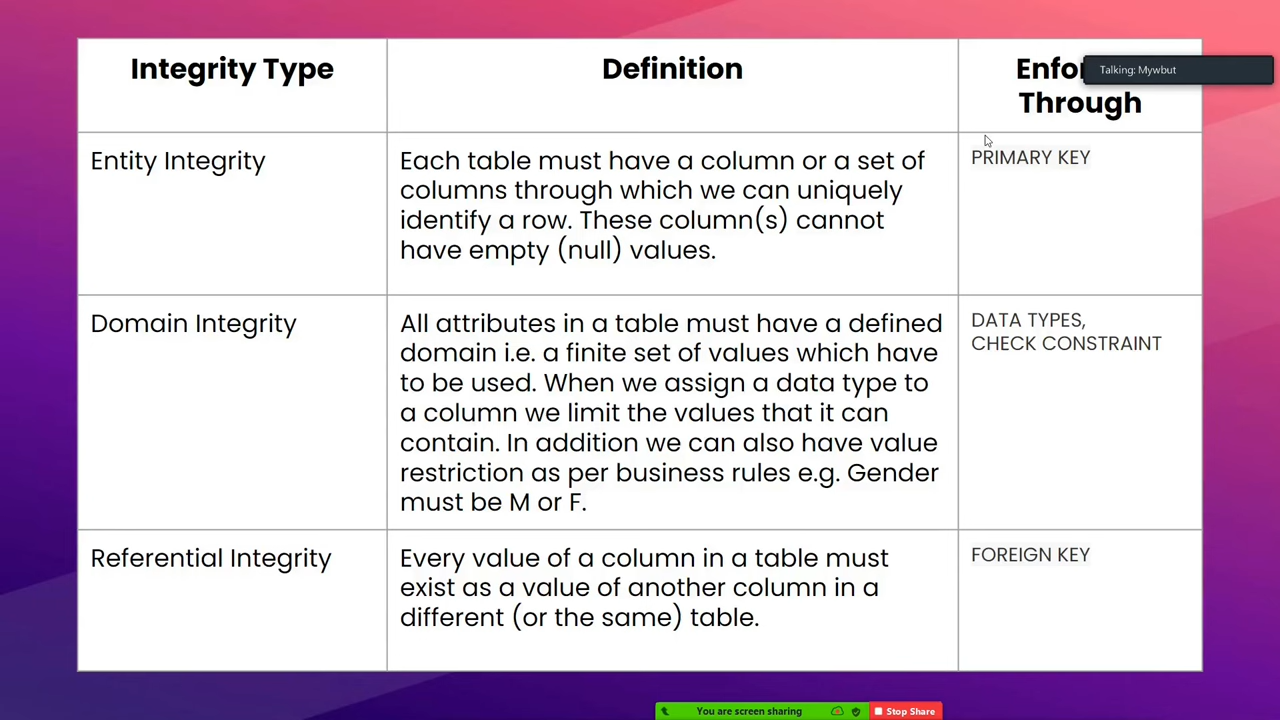 Integrity Type
Definition
Through
Talking: Mywbut
Entity Integrity
Each table must have a column or a set of
columns through which we can uniquely
identify a row. These column(s) cannot
have empty (null) values.
PRIMARY KEY
Domain Integrity
All attributes in a table must have a defined
domain i.e. a finite set of values which have
to be used. When we assign a data type to
a column we limit the values that it can
contain. In addition we can also have value
restriction as per business rules e.g. Gender
must be M or F.
DATA TYPES,
CHECK CONSTRAINT
Referential Integrity
Every value of a column in a table must
exist as a value of another column in a
different (or the same) table.
FOREIGN KEY
You are screen sharing
Stop Share